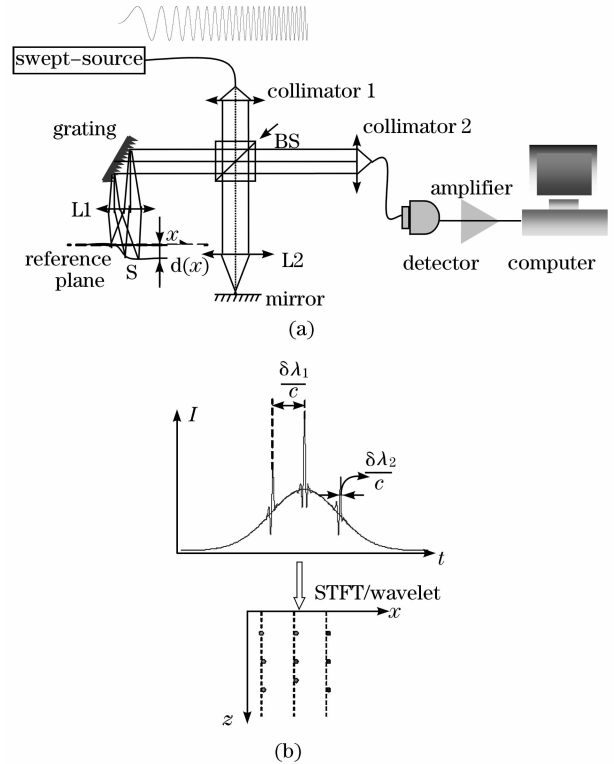 swept-source
collimator 1
grating
BS
collimator 2
amplifier
L1
x
reference
plane
S
d(x)
L2
mirror
detector
computer
(a)
δλ₁
c
I
δλ₂
c
t
STFT/wavelet
x
z
(b)